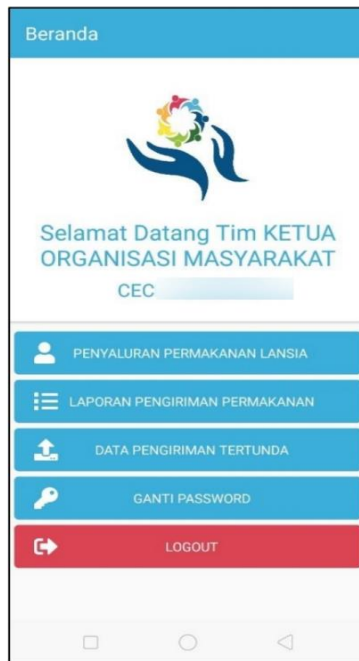 Beranda
Selamat Datang Tim KETUA
ORGANISASI MASYARAKAT
CEC
PENYALURAN PERMAKANAN LANSIA
LAPORAN PENGIRIMAN PERMAKANAN
DATA PENGIRIMAN TERTUNDA
GANTI PASSWORD
LOGOUT